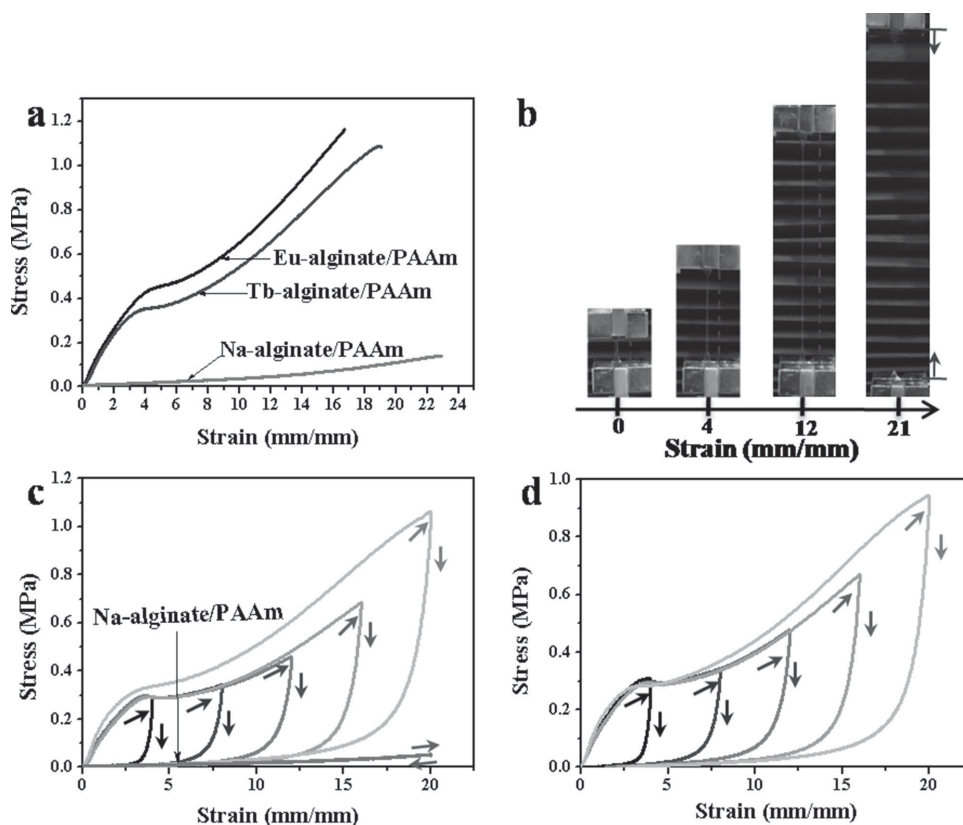 a
1.2
1.0
0.8
0.6
0.4
0.2
0.0
Stress (MPa)
Eu-alginate/PAAm
Tb-alginate/PAAm
Na-alginate/PAAm
0 2 4 6 8 10 12 14 16 18 19 20 22 24
Strain (mm/mm)
b
0 4 12 21
Strain (mm/mm)
c
1.2
1.0
0.8
0.6
0.4
0.2
0.0
Stress (MPa)
Na-alginate/PAAm
0 5 10 15 20
Strain (mm/mm)
d
1.0
0.8
0.6
0.4
0.2
0.0
Stress (MPa)
0 5 10 15 20
Strain (mm/mm)